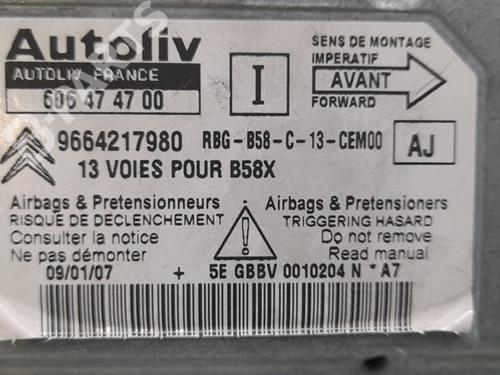 Autoliv
AUTOLIV FRANCE
606 47 47 00
I
SENS DE MONTAGE
IMPERATIF
AVANT
FORWARD
9664217980 RBG-B58-C-13-CEM00
AJ
13 VOIES POUR B58X
Airbags & Pretensionneurs
RISQUE DE DECLENCHEMENT
Consulter la notice
Ne pas démonter
Airbags & Pretensioners
TRIGGERING HASARD
Do not remove
Read manual
09/01/07 + 5E GBBV 0010204 N * A7